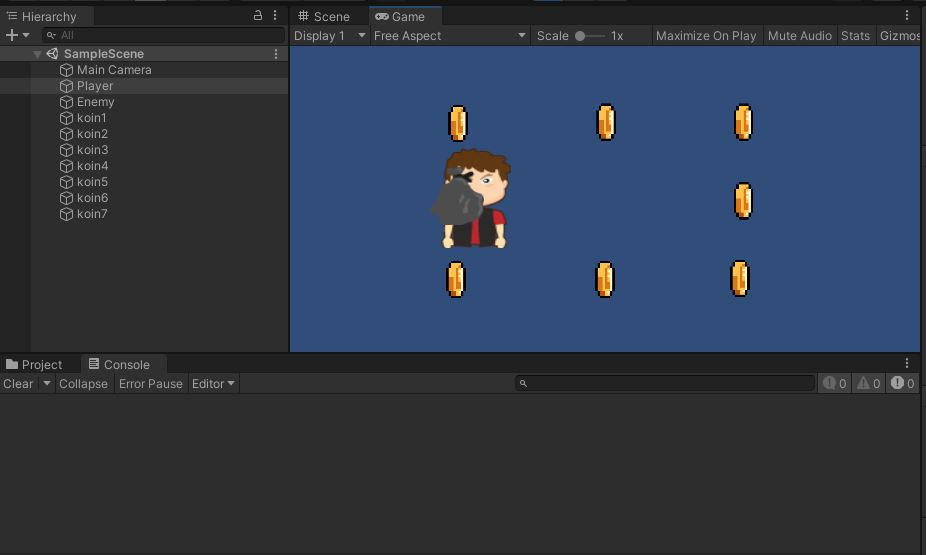 Hierarchy
Scene
Game
All
Display 1
Free Aspect
Scale
1x
Maximize On Play
Mute Audio
Stats
Gizmos
SampleScene
Main Camera
Player
Enemy
koin1
koin2
koin3
koin4
koin5
koin6
koin7
Project
Console
Clear
Collapse
Error Pause
Editor
0
0
0